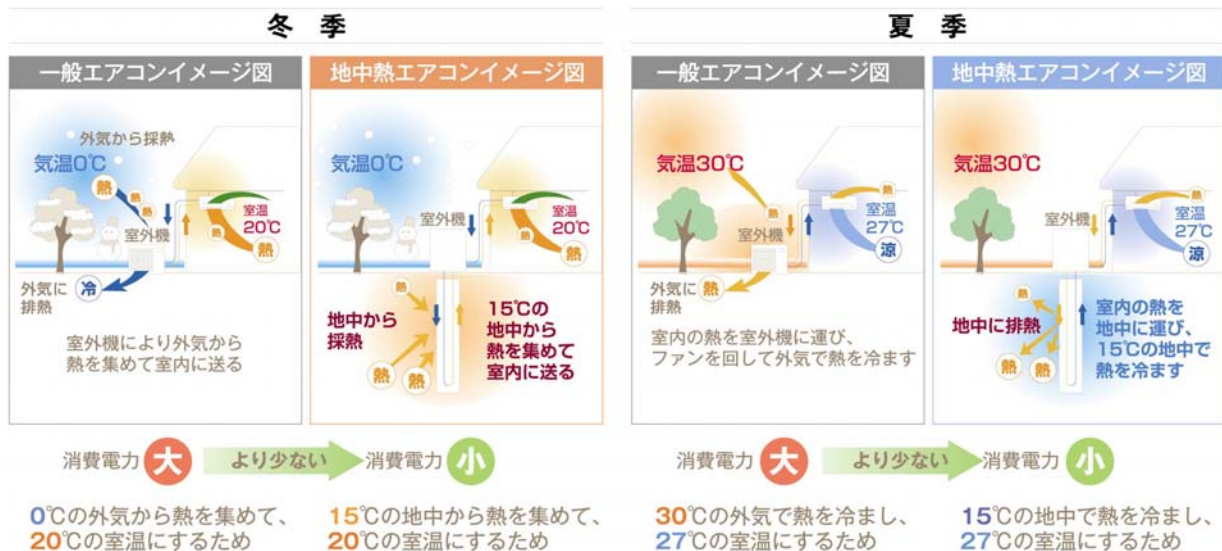 冬 季
一般エアコンイメージ図
外気から採熱
気温0℃
熱
熱
熱
室外機
室温
20℃
熱
熱
外気に
排熱
冷
室外機により外気から
熱を集めて室内に送る
地中熱エアコンイメージ図
気温0℃
室外機
室温
20℃
熱
熱
熱
地中から
採熱
熱
熱
15℃の
地中から
熱を集めて
室内に送る
消費電力 大
より少ない
消費電力 小
0℃の外気から熱を集めて、
20℃の室温にするため
15℃の地中から熱を集めて、
20℃の室温にするため
夏 季
一般エアコンイメージ図
気温30℃
熱
熱
室外機
室温
27℃
涼
外気に
排熱
熱
室内の熱を室外機に運び、
ファンを回して外気で熱を冷ます
地中熱エアコンイメージ図
気温30℃
熱
室外機
室温
27℃
涼
熱
地中に排熱
熱
熱
室内の熱を
地中に運び、
15℃の地中で
熱を冷ます
消費電力 大
より少ない
消費電力 小
30℃の外気で熱を冷まし、
27℃の室温にするため
15℃の地中で熱を冷まし、
27℃の室温にするため